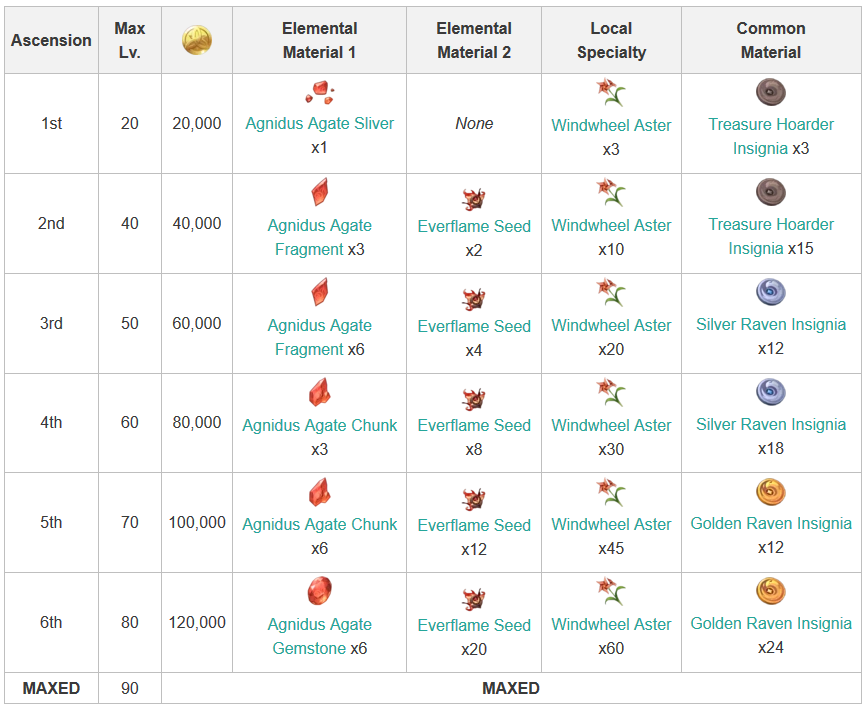 Ascension Max Lv. Elemental Material 1 Elemental Material 2 Local Specialty Common Material
1st 20 20,000 Agnidus Agate Sliver x1 None Windwheel Aster x3 Treasure Hoarder Insignia x3
2nd 40 40,000 Agnidus Agate Fragment x3 Everflame Seed x2 Windwheel Aster x10 Treasure Hoarder Insignia x15
3rd 50 60,000 Agnidus Agate Fragment x6 Everflame Seed x4 Windwheel Aster x20 Silver Raven Insignia x12
4th 60 80,000 Agnidus Agate Chunk x3 Everflame Seed x8 Windwheel Aster x30 Silver Raven Insignia x18
5th 70 100,000 Agnidus Agate Chunk x6 Everflame Seed x12 Windwheel Aster x45 Golden Raven Insignia x12
6th 80 120,000 Agnidus Agate Gemstone x6 Everflame Seed x20 Windwheel Aster x60 Golden Raven Insignia x24
MAXED 90 MAXED